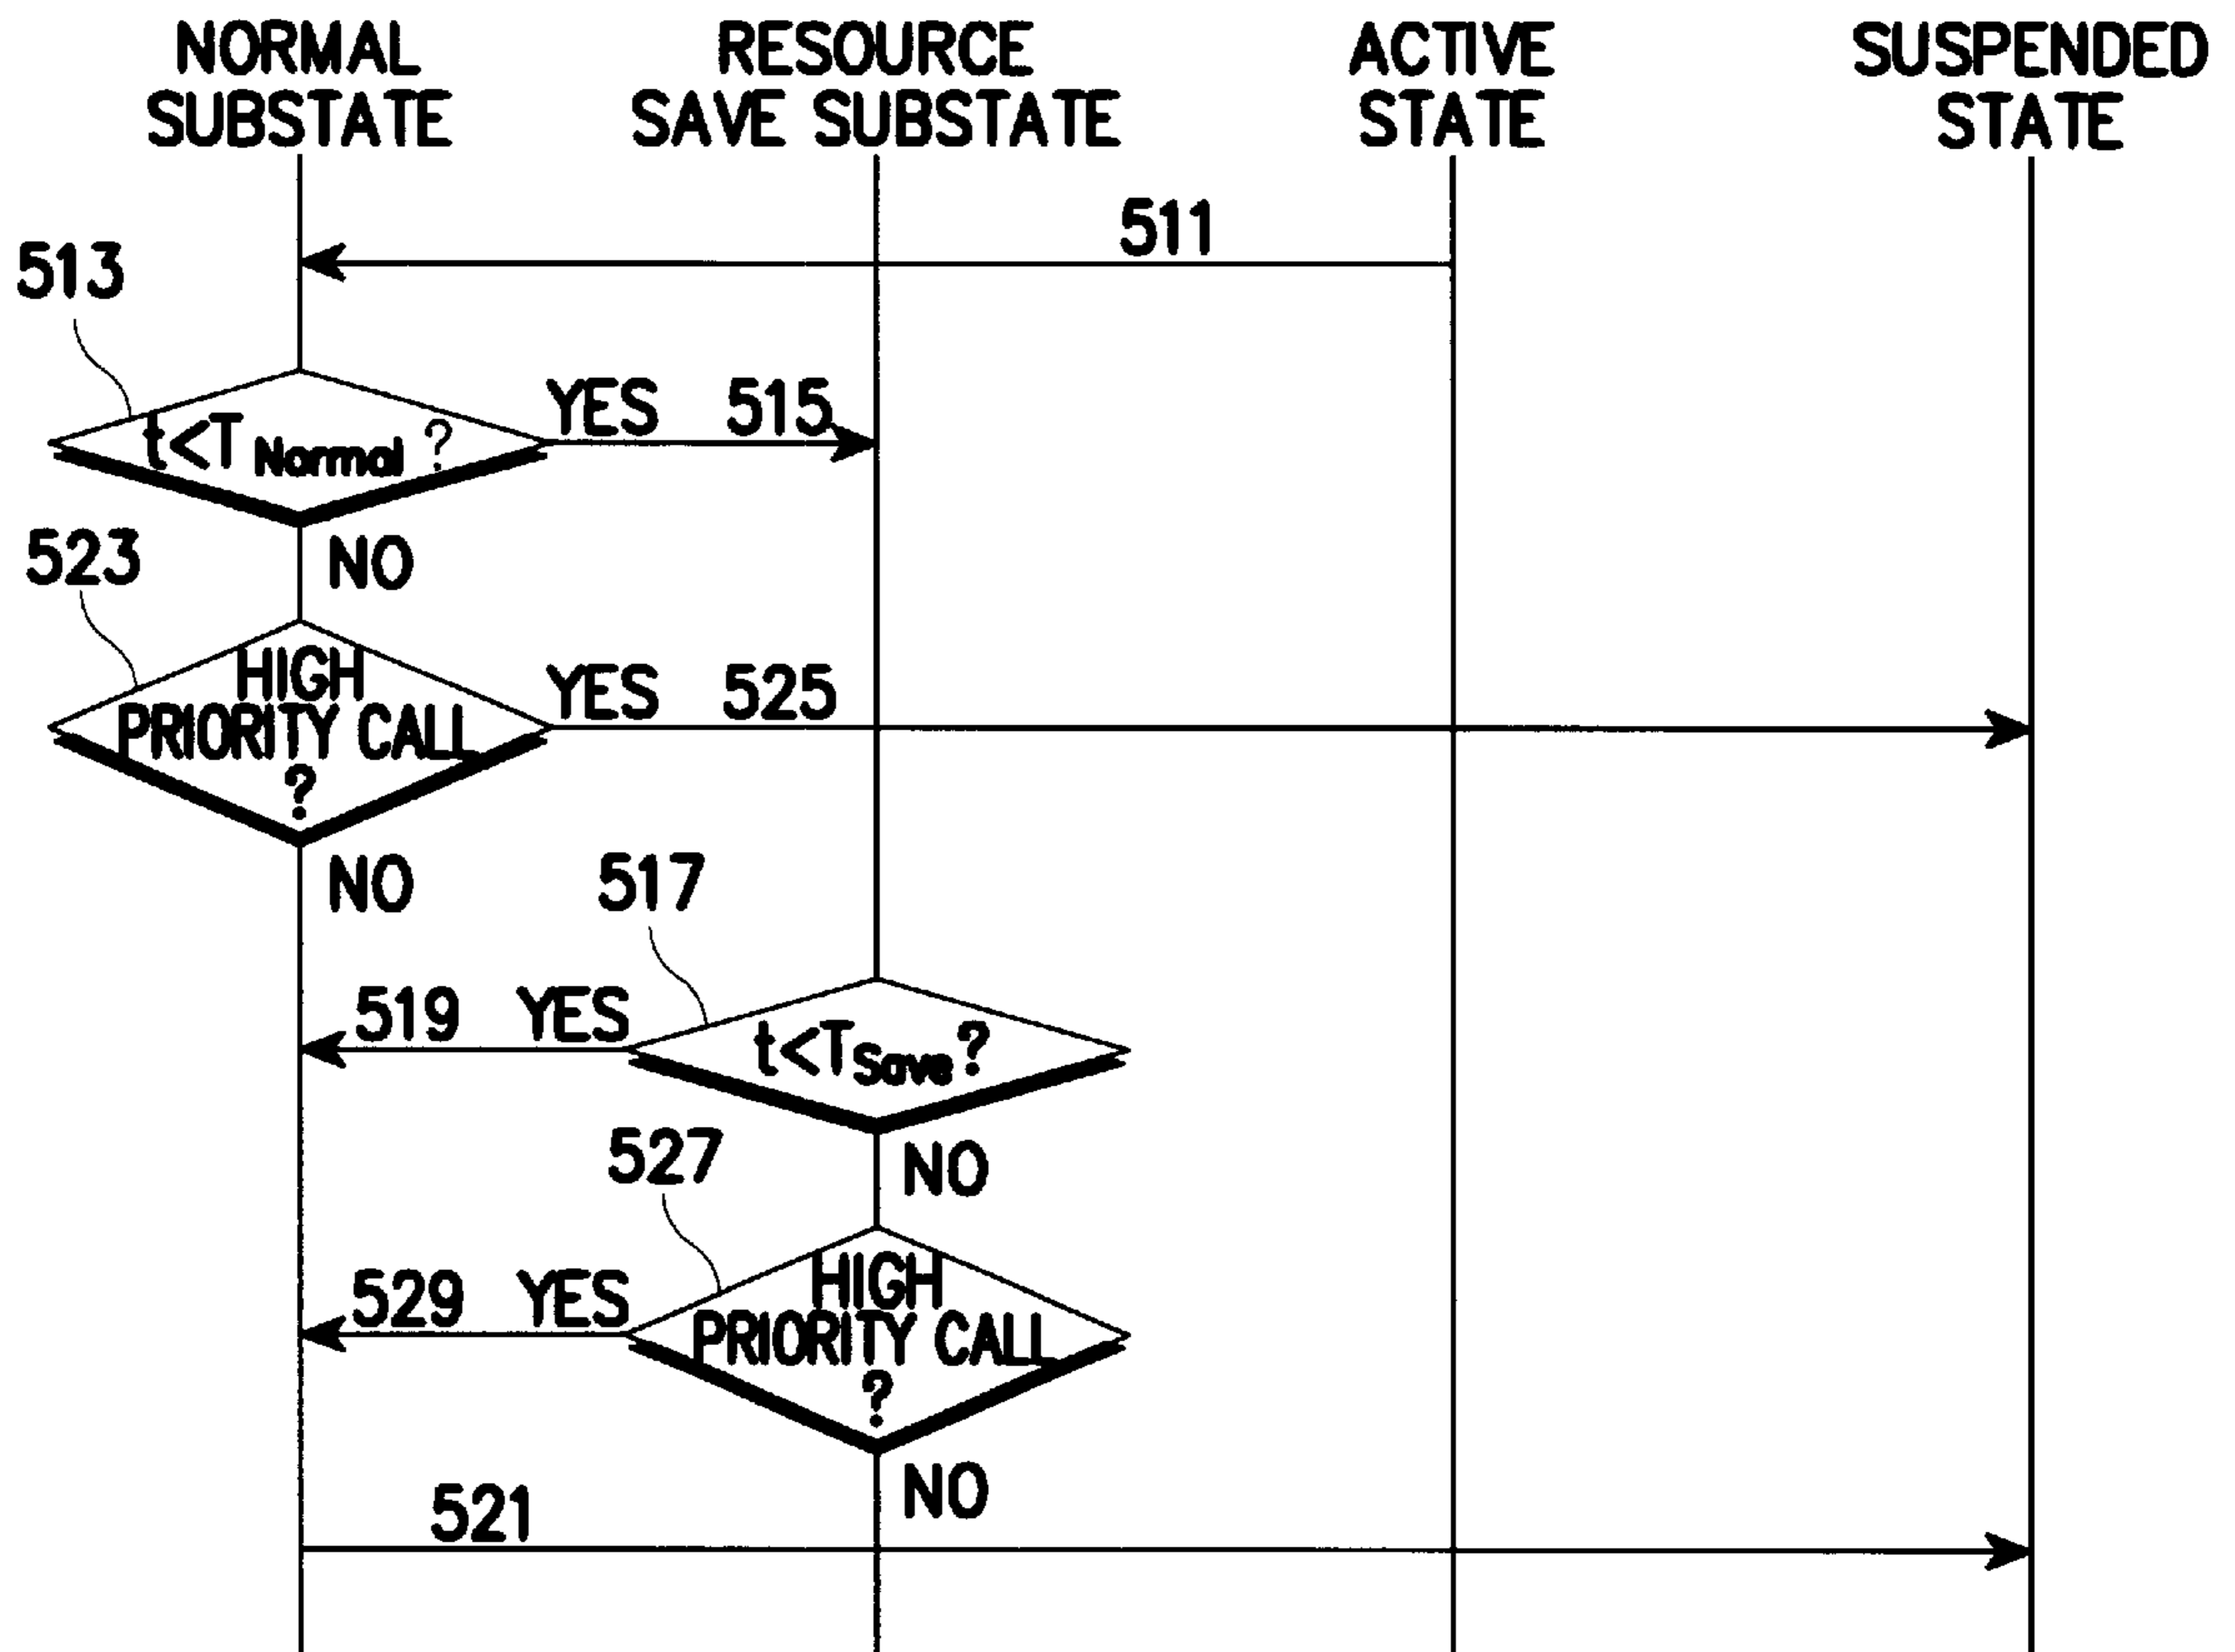 NORMAL
SUBSTATE
RESOURCE
SAVE SUBSTATE
ACTIVE
STATE
SUSPENDED
STATE
511
513
t<T Normal ?
YES 515
NO
523
HIGH
PRIORITY CALL
?
YES 525
NO
517
519 YES
t<TSave?
NO
527
529 YES
HIGH
PRIORITY CALL
?
NO
521